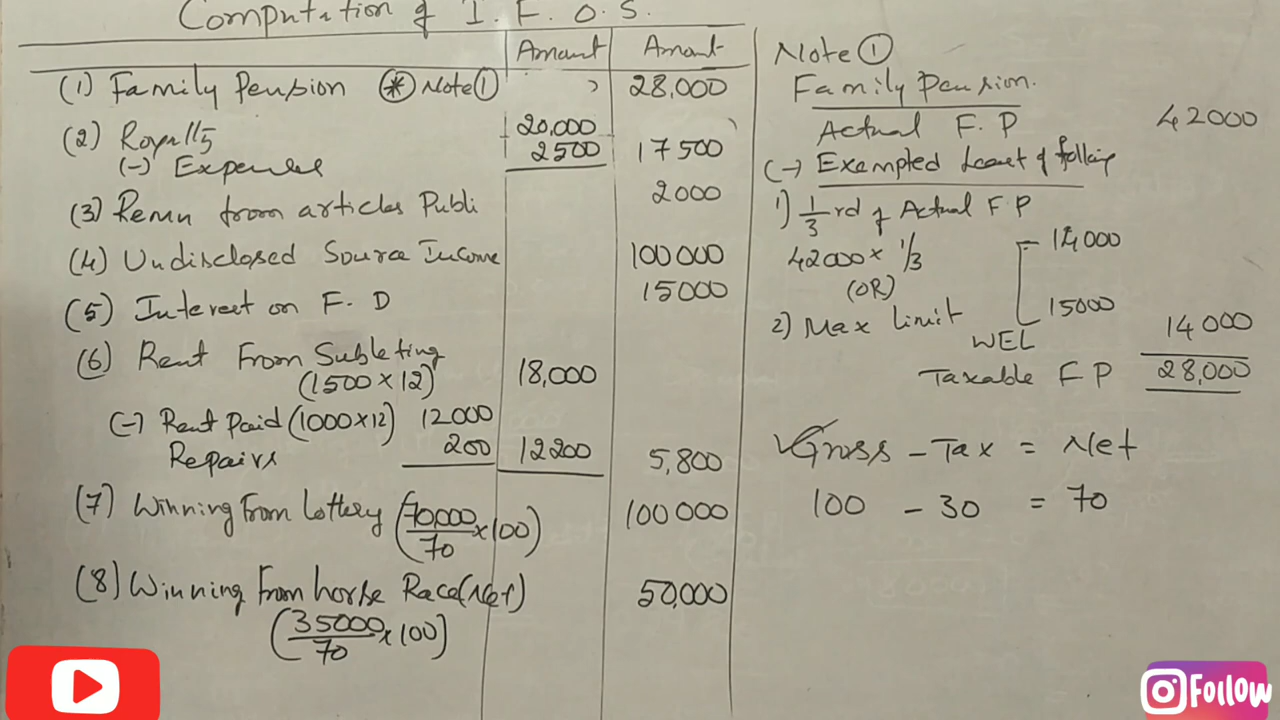 Computation of I. F. O. S.
Amount Amount
(1) Family Pension * Note 1 28,000
(2) Royalty 20,000
(-) Expenses 2500 17500
(3) Remn from articles Publi 2000
(4) Undisclosed Source Income 100000
(5) Interest on F. D 15000
(6) Rent From Subleting
(1500 × 12) 18,000
(-) Rent Paid (1000×12) 12000
Repairs 200 12200 5,800
(7) Winning from Lottery (70,000/70 × 100) 100000
(8) Winning From horse Race (Net) 50,000
(35000/70 × 100)
Note 1
Family Pension.
Actual F. P 42000
(-) Exempted Least of folling
1) 1/3 rd of Actual F P
42000 × 1/3 14000
(OR)
2) Max limit 15000
WEL 14000
Taxable F P 28,000
Gross - Tax = Net
100 - 30 = 70
Follow